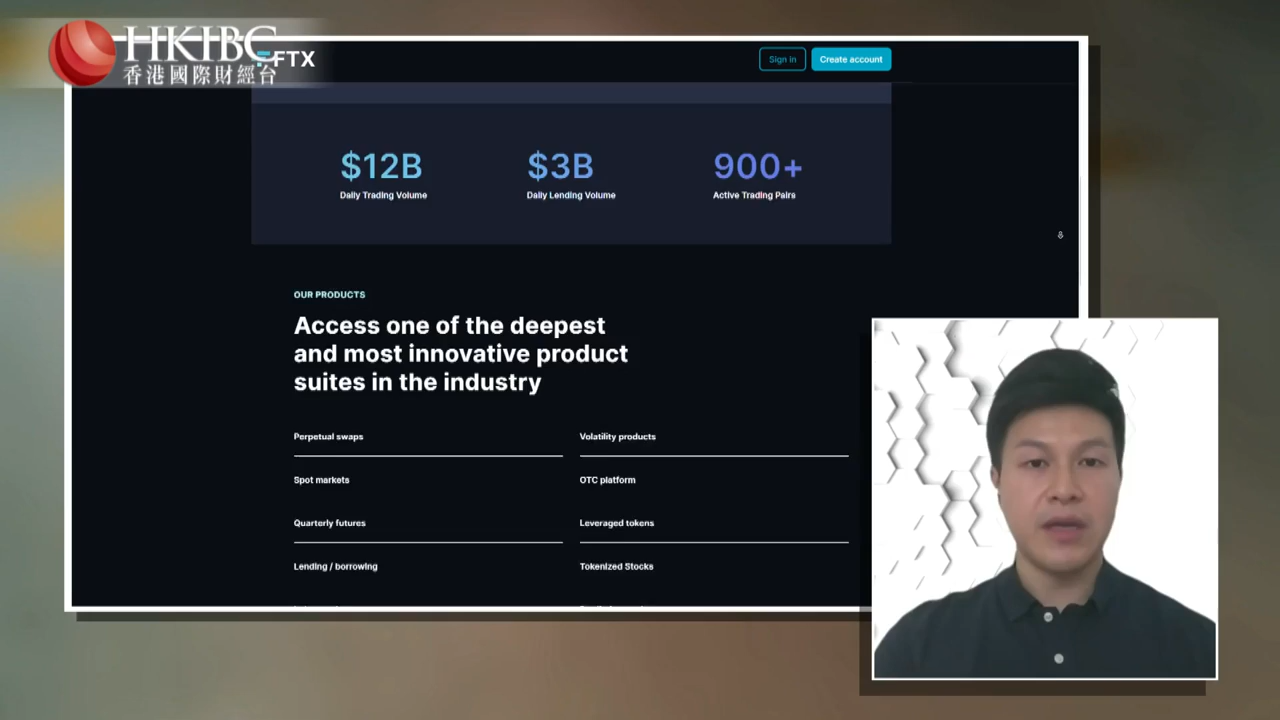 HKIBC
香港國際財經台
FTX
Sign in
Create account
$12B
Daily Trading Volume
$3B
Daily Lending Volume
900+
Active Trading Pairs
OUR PRODUCTS
Access one of the deepest
and most innovative product
suites in the industry
Perpetual swaps
Volatility products
Spot markets
OTC platform
Quarterly futures
Leveraged tokens
Lending / borrowing
Tokenized Stocks